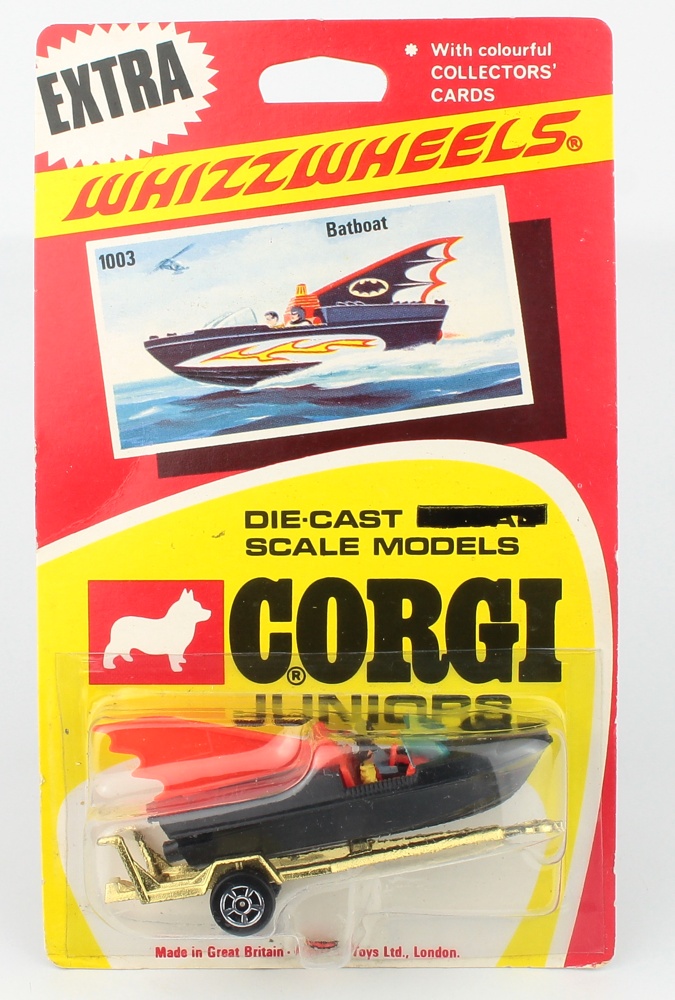 EXTRA
* With colourful
COLLECTORS'
CARDS
WHIZZWHEELS®
1003
Batboat
DIE·CAST
SCALE MODELS
CORGI®
JUNIORS
Made in Great Britain · Toys Ltd., London.